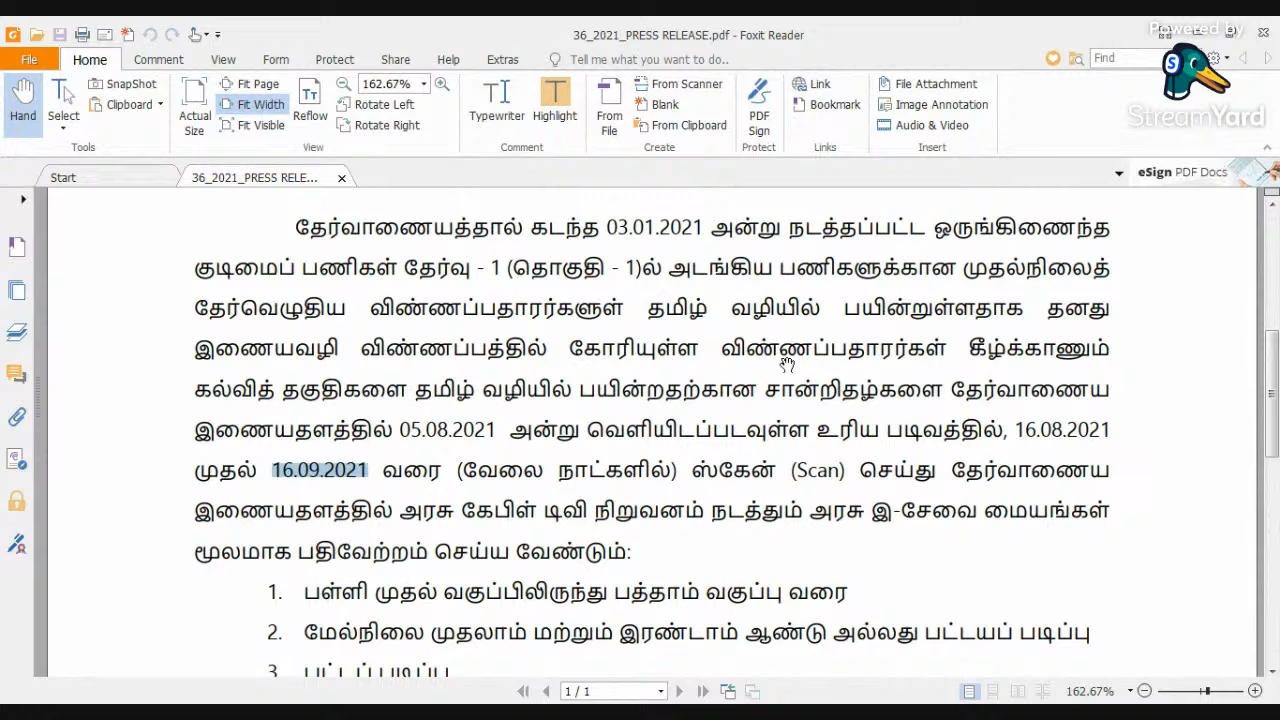 Powered by
36_2021_PRESS RELEASE.pdf - Foxit Reader
File Home Comment View Form Protect Share Help Extras Tell me what you want to do.. Find
SnapShot Fit Page 162.67% From Scanner Link File Attachment
Clipboard Fit Width Rotate Left Blank Bookmark Image Annotation
Hand Select Actual Size Fit Visible Reflow Rotate Right Typewriter Highlight From File From Clipboard PDF Sign Audio & Video
StreamYard
Tools View Comment Create Protect Links Insert
Start 36_2021_PRESS RELE... eSign PDF Docs
தேர்வாணையத்தால் கடந்த 03.01.2021 அன்று நடத்தப்பட்ட ஒருங்கிணைந்த
குடிமைப் பணிகள் தேர்வு - 1 (தொகுதி - 1)ல் அடங்கிய பணிகளுக்கான முதல்நிலைத்
தேர்வெழுதிய விண்ணப்பதாரர்களுள் தமிழ் வழியில் பயின்றுள்ளதாக தனது
இணையவழி விண்ணப்பத்தில் கோரியுள்ள விண்ணப்பதாரர்கள் கீழ்க்காணும்
கல்வித் தகுதிகளை தமிழ் வழியில் பயின்றதற்கான சான்றிதழ்களை தேர்வாணைய
இணையதளத்தில் 05.08.2021 அன்று வெளியிடப்படவுள்ள உரிய படிவத்தில், 16.08.2021
முதல் 16.09.2021 வரை (வேலை நாட்களில்) ஸ்கேன் (Scan) செய்து தேர்வாணைய
இணையதளத்தில் அரசு கேபிள் டிவி நிறுவனம் நடத்தும் அரசு இ-சேவை மையங்கள்
மூலமாக பதிவேற்றம் செய்ய வேண்டும்:
1. பள்ளி முதல் வகுப்பிலிருந்து பத்தாம் வகுப்பு வரை
2. மேல்நிலை முதலாம் மற்றும் இரண்டாம் ஆண்டு அல்லது பட்டயப் படிப்பு
3. பட்டப் படிப்பு
1 / 1 162.67%